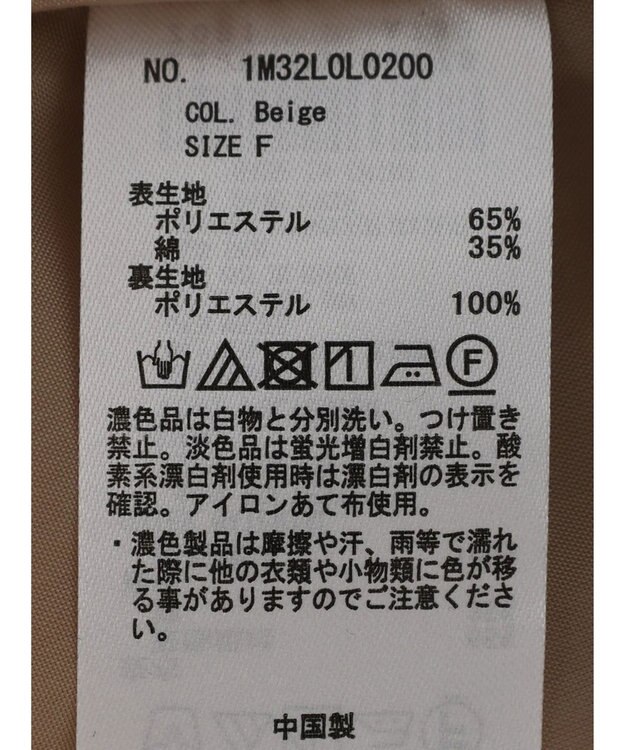 NO. 1M32L0L0200
COL. Beige
SIZE F
表生地
ポリエステル 65%
綿 35%
裏生地
ポリエステル 100%
F
濃色品は白物と分別洗い。つけ置き
禁止。淡色品は蛍光増白剤禁止。酸
素系漂白剤使用時は漂白剤の表示を
確認。アイロンあて布使用。
・濃色製品は摩擦や汗、雨等で濡れ
た際に他の衣類や小物類に色が移
る事がありますのでご注意くださ
い。
中国製